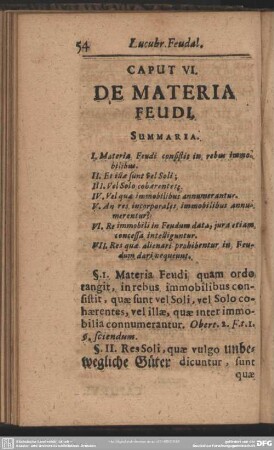 54 Lucubr. Feudal.
CAPUT VI.
DE MATERIA
FEUDI.
SUMMARIA.
I. Materia Feudi consistit in rebus immo-
bilibus.
II. Et illæ sunt vel Soli;
III. Vel Solo cohærentes;
IV. Vel quæ immobilibus annumerantur.
V. An res incorporales immobilibus annu-
merentur?
VI. Re immobili in Feudum data, jura etiam
concessa intelliguntur.
VII. Res quæ alienari prohibentur in Feu-
dum dari nequeunt.
§. I. Materia Feudi quam ordo
tangit, in rebus immobilibus con-
sistit, quæ sunt vel Soli, vel Solo co-
hærentes, vel illæ, quæ inter immo-
bilia connumerantur. Obert. 2. F. t. 1.
§. sciendum.
§. II. Res Soli, quæ vulgo unbe-
wegliche Güter dicuntur, sunt
quæ